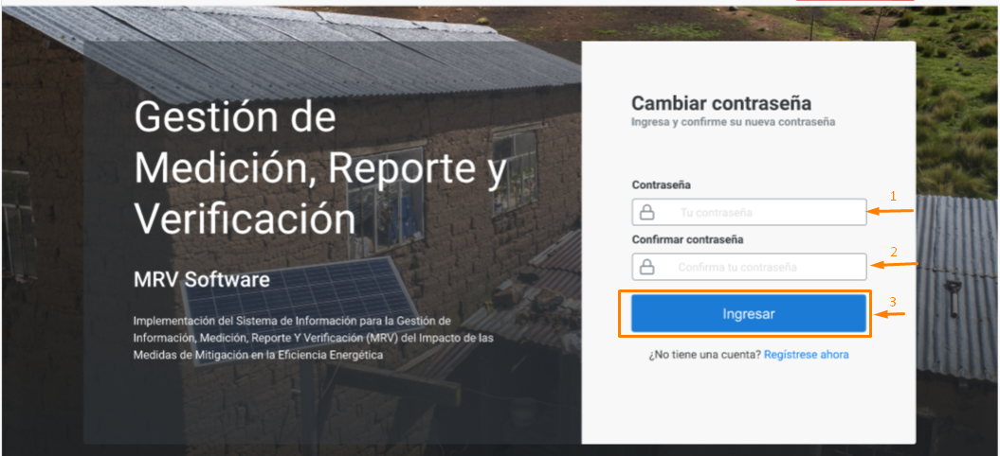 Gestión de
Medición, Reporte y
Verificación
MRV Software
Implementación del Sistema de Información para la Gestión de
Información, Medición, Reporte Y Verificación (MRV) del Impacto de las
Medidas de Mitigación en la Eficiencia Energética
Cambiar contraseña
Ingresa y confirme su nueva contraseña
Contraseña
Tu contraseña
1
Confirmar contraseña
Confirma tu contraseña
2
Ingresar
3
¿No tiene una cuenta? Regístrese ahora